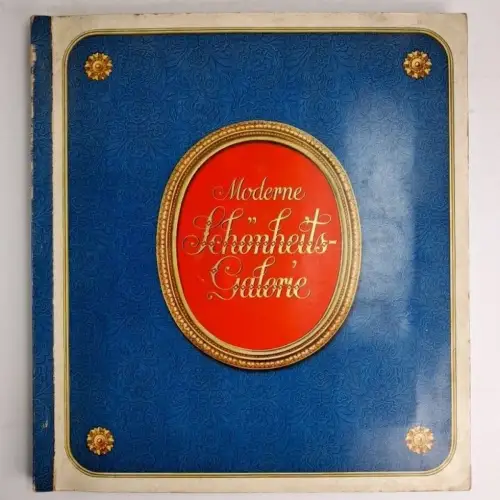 Moderne
Schönheits-
Galerie